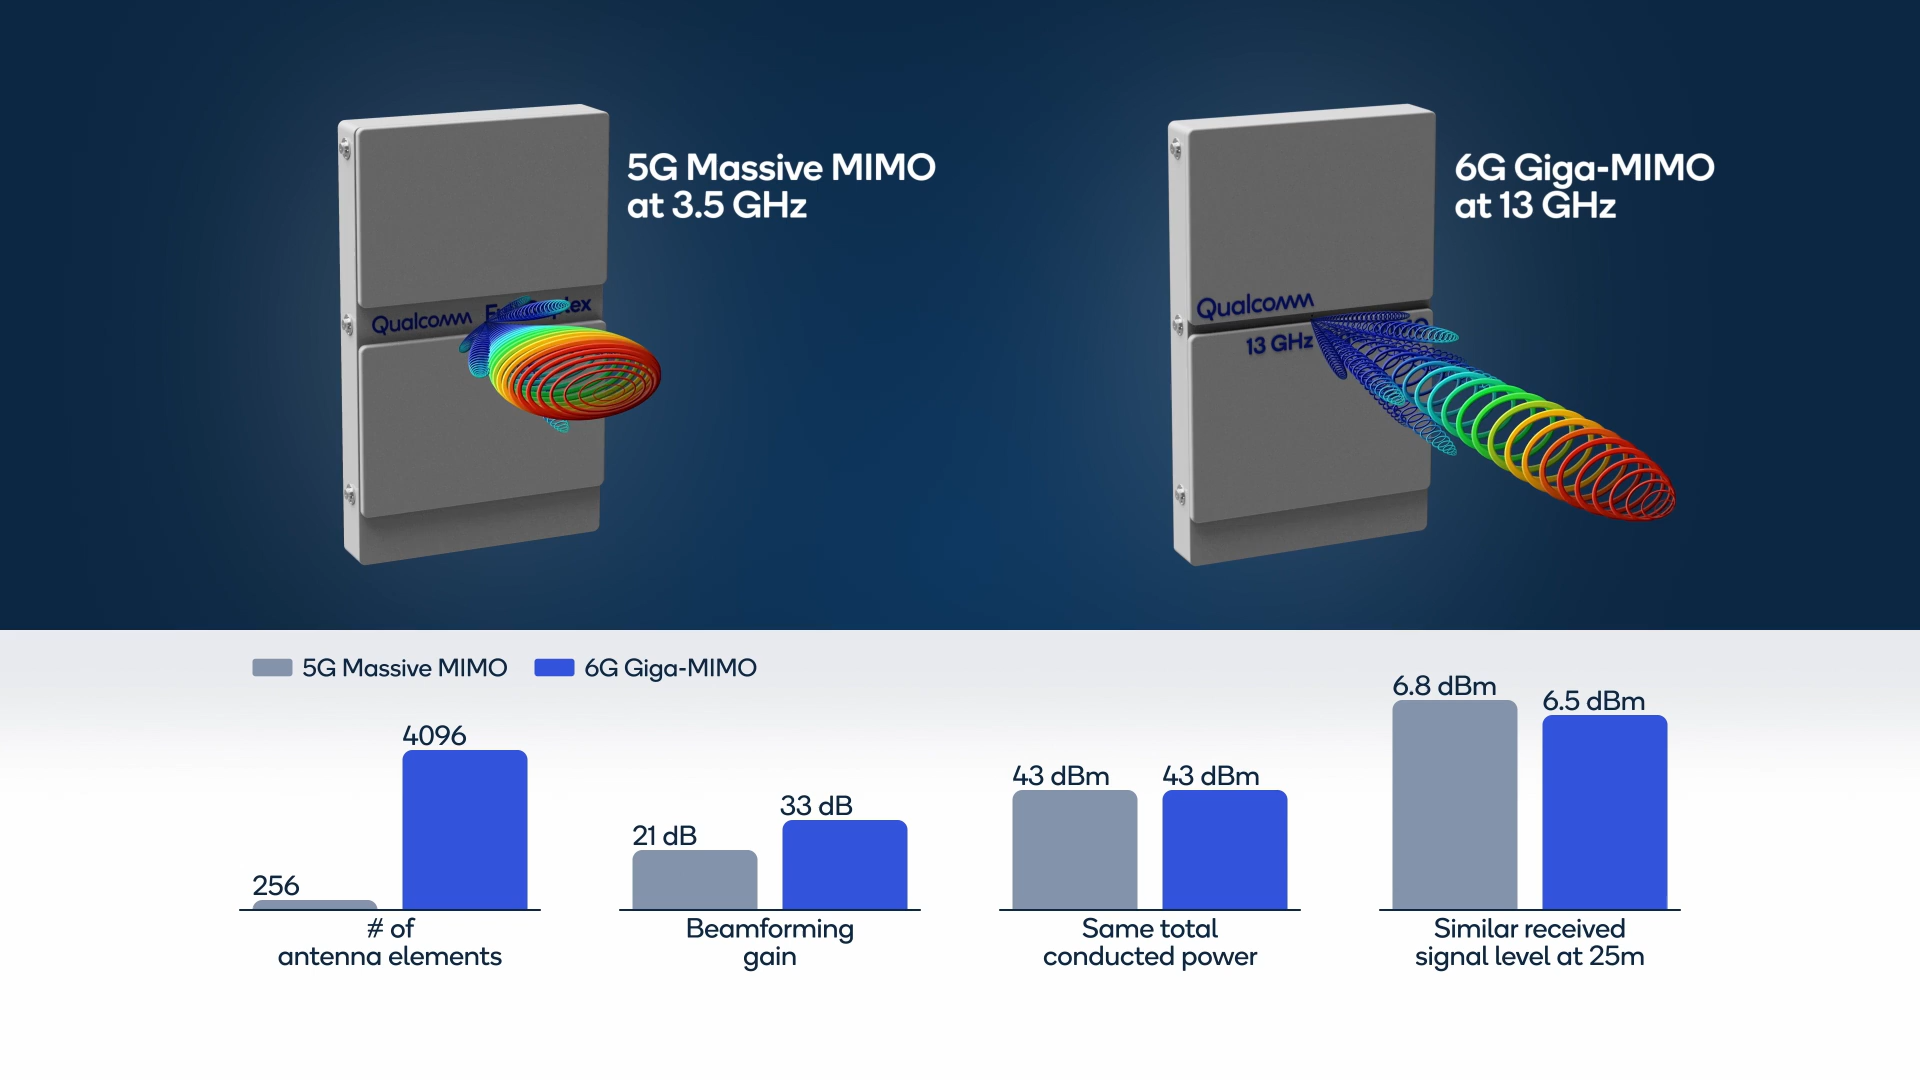 5G Massive MIMO
at 3.5 GHz
6G Giga-MIMO
at 13 GHz
Qualcomm
Qualcomm
13 GHz
5G Massive MIMO
6G Giga-MIMO
256
4096
# of
antenna elements
21 dB
33 dB
Beamforming
gain
43 dBm
43 dBm
Same total
conducted power
6.8 dBm
6.5 dBm
Similar received
signal level at 25m